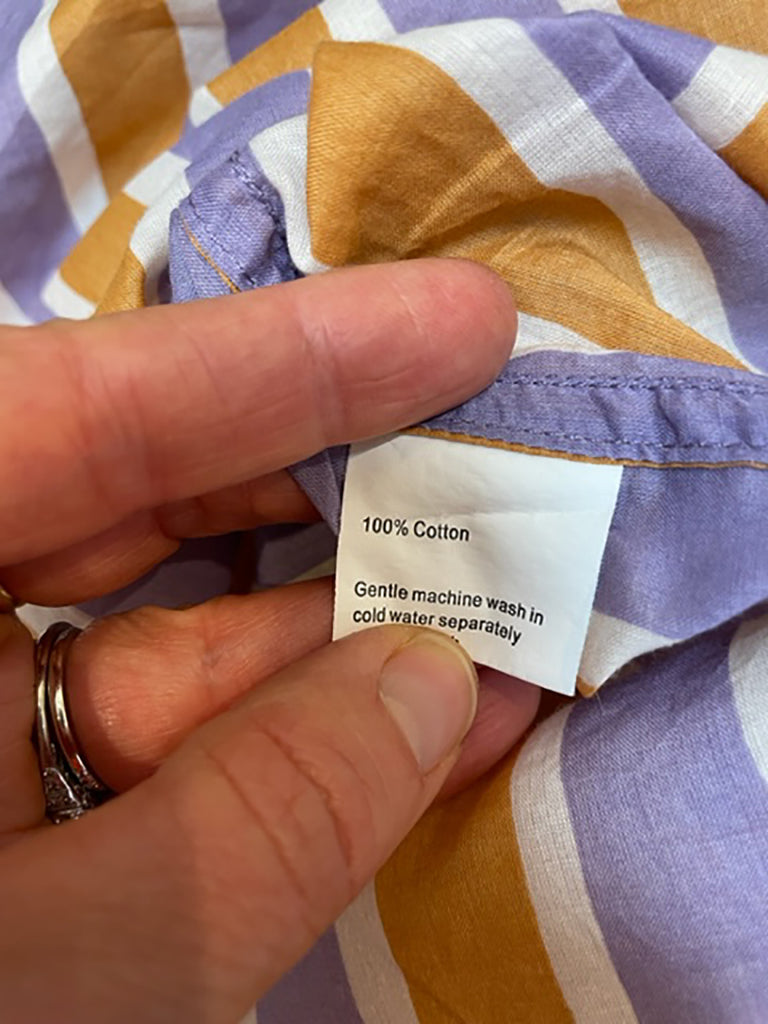 100% Cotton
Gentle machine wash in
cold water separately